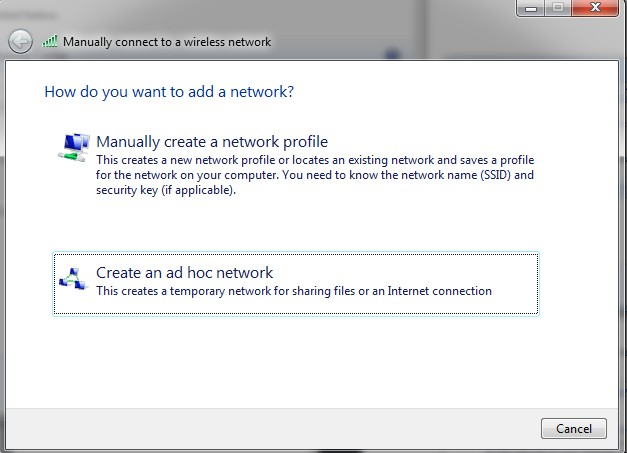 Manually connect to a wireless network
How do you want to add a network?
Manually create a network profile
This creates a new network profile or locates an existing network and saves a profile
for the network on your computer. You need to know the network name (SSID) and
security key (if applicable).
Create an ad hoc network
This creates a temporary network for sharing files or an Internet connection
Cancel